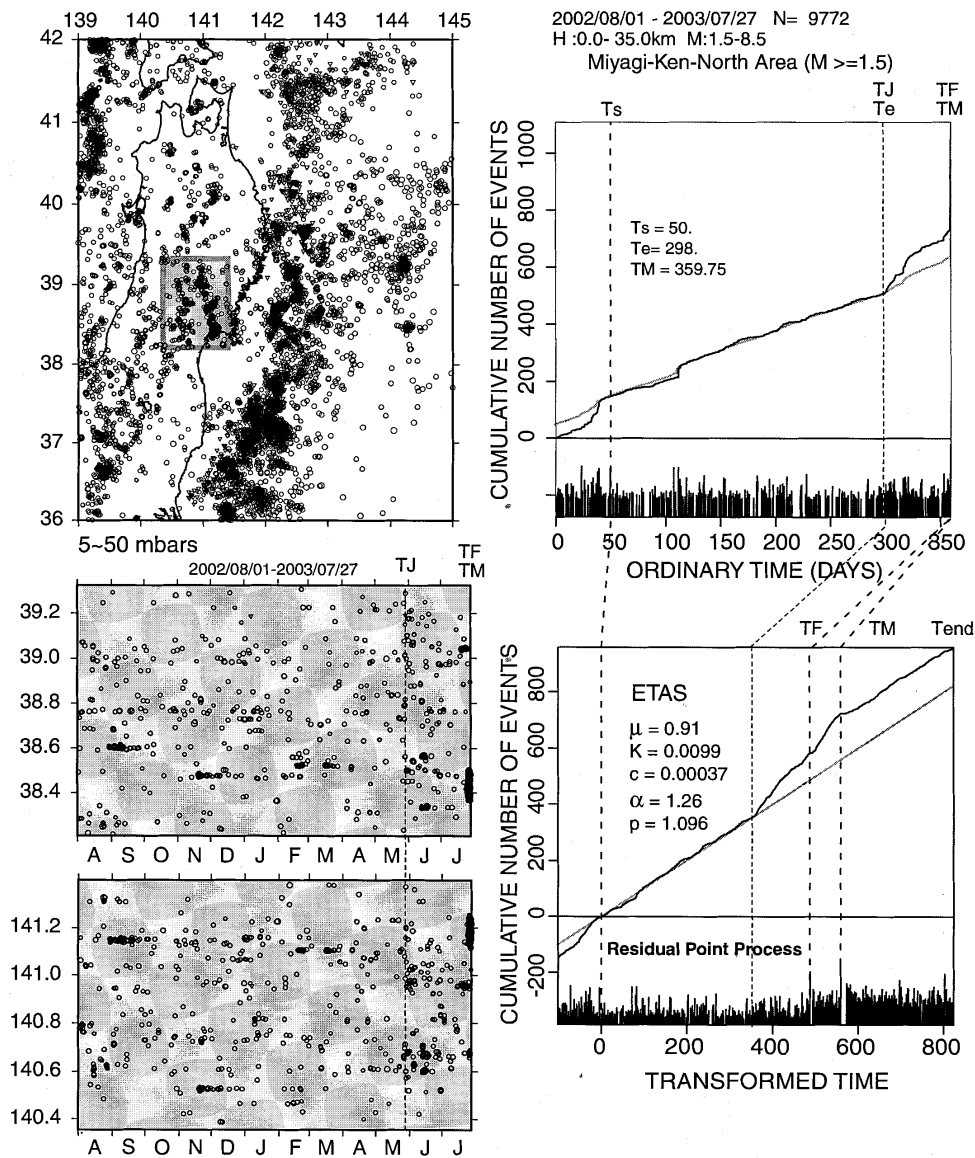 139 140 141 142 143 144 145
42
41
40
39
38
37
36
5~50 mbars
2002/08/01 - 2003/07/27 N= 9772
H :0.0- 35.0km M:1.5-8.5
Miyagi-Ken-North Area (M >=1.5)
Ts
TJ
Te
TF
TM
CUMULATIVE NUMBER OF EVENTS
1000
800
600
400
200
0
Ts = 50.
Te= 298.
TM = 359.75
0 50 100 150 200 250 300 350
ORDINARY TIME (DAYS)
2002/08/01-2003/07/27
TJ
TF
TM
39.2
39.0
38.8
38.6
38.4
A S O N D J F M A M J J
141.2
141.0
140.8
140.6
140.4
A S O N D J F M A M J J
TF TM Tend
CUMULATIVE NUMBER OF EVENTS
800
600
400
200
0
-200
ETAS
μ = 0.91
K = 0.0099
c = 0.00037
α = 1.26
p = 1.096
Residual Point Process
0 200 400 600 800
TRANSFORMED TIME